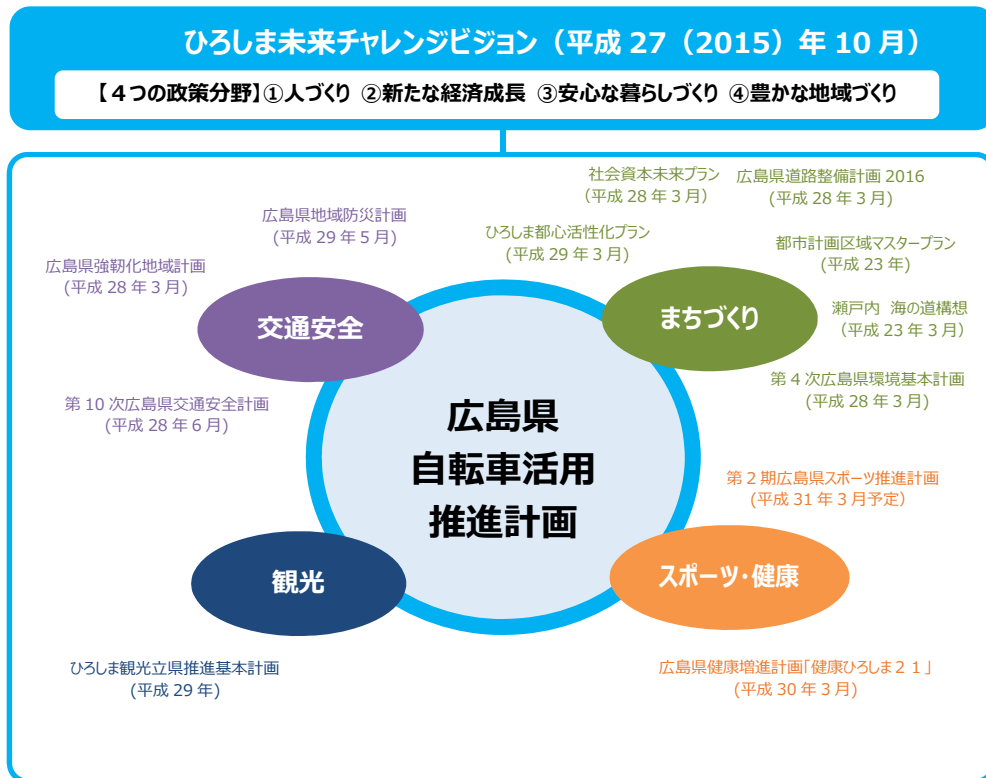 ひろしま未来チャレンジビジョン（平成 27（2015）年 10 月）
【４つの政策分野】①人づくり ②新たな経済成長 ③安心な暮らしづくり ④豊かな地域づくり
社会資本未来プラン
（平成 28 年 3 月）
広島県道路整備計画 2016
（平成 28 年 3 月）
広島県地域防災計画
(平成 29 年 5 月)
ひろしま都心活性化プラン
（平成 29 年 3 月）
都市計画区域マスタープラン
(平成 23 年)
広島県強靭化地域計画
(平成 28 年 3 月)
交通安全
まちづくり
瀬戸内 海の道構想
（平成 23 年 3 月）
第 4 次広島県環境基本計画
（平成 28 年 3 月）
第 10 次広島県交通安全計画
(平成 28 年 6 月)
広島県
自転車活用
推進計画
第 2 期広島県スポーツ推進計画
(平成 31 年 3 月予定）
観光
スポーツ・健康
ひろしま観光立県推進基本計画
(平成 29 年)
広島県健康増進計画「健康ひろしま２１」
(平成 30 年 3 月)